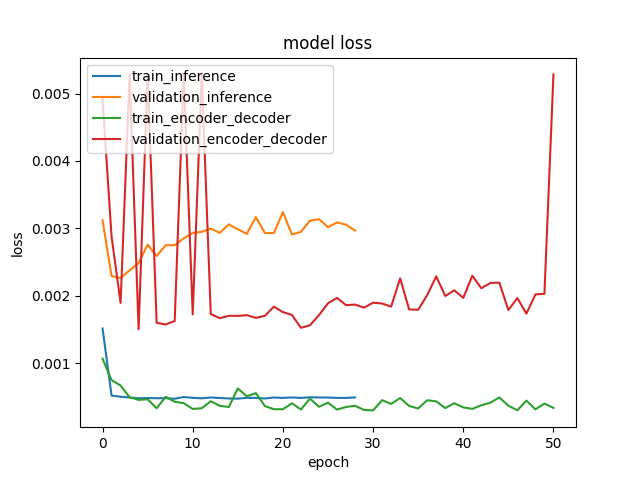 model loss
train_inference
validation_inference
train_encoder_decoder
validation_encoder_decoder
loss
0.005
0.004
0.003
0.002
0.001
0 10 20 30 40 50
epoch